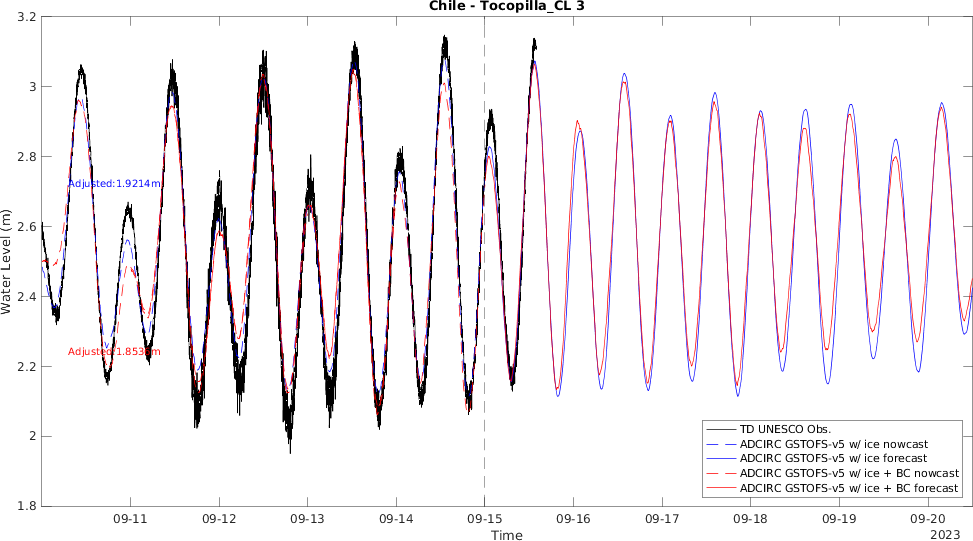 Chile - Tocopilla_CL 3
3.2
3
2.8
2.6
2.4
2.2
2
1.8
Water Level (m)
Adjusted:1.9214m
TD UNESCO Obs.
ADCIRC GSTOFS-v5 w/ ice nowcast
ADCIRC GSTOFS-v5 w/ ice forecast
ADCIRC GSTOFS-v5 w/ ice + BC nowcast
ADCIRC GSTOFS-v5 w/ ice + BC forecast
09-11 09-12 09-13 09-14 09-15 09-16 09-17 09-18 09-19 09-20
Time
2023